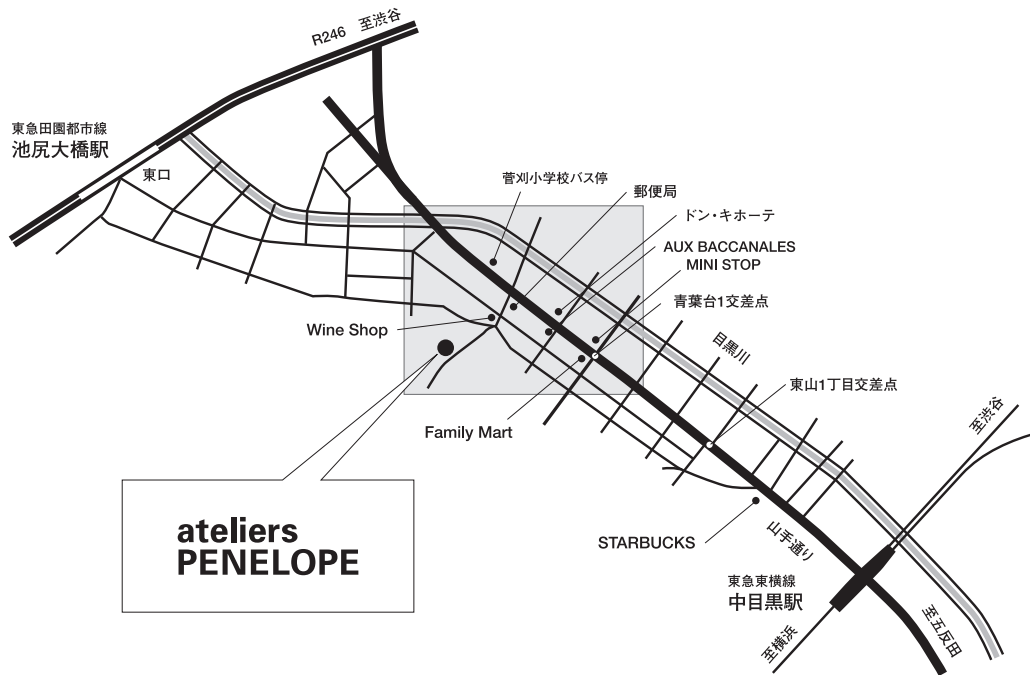 R246 至渋谷
東急田園都市線
池尻大橋駅
東口
菅刈小学校バス停
郵便局
ドン・キホーテ
AUX BACCANALES
MINI STOP
青葉台1交差点
Wine Shop
目黒川
東山1丁目交差点
至渋谷
Family Mart
ateliers
PENELOPE
STARBUCKS
山手通り
東急東横線
中目黒駅
至五反田
至横浜